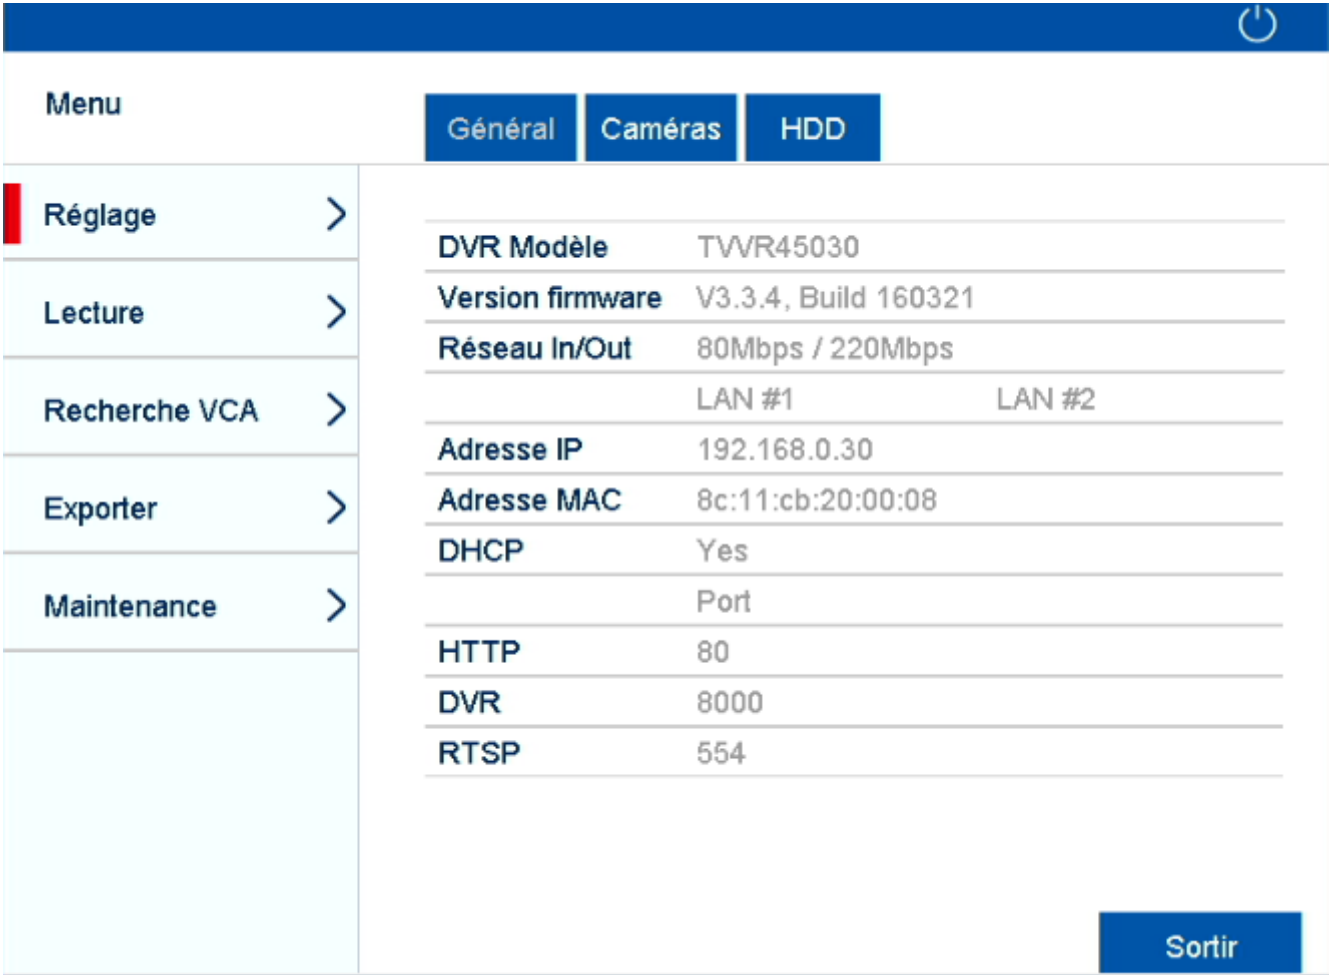 Menu
Général Caméras HDD
Réglage
Lecture
Recherche VCA
Exporter
Maintenance
DVR Modèle TVVR45030
Version firmware V3.3.4, Build 160321
Réseau In/Out 80Mbps / 220Mbps
LAN #1 LAN #2
Adresse IP 192.168.0.30
Adresse MAC 8c:11:cb:20:00:08
DHCP Yes
Port
HTTP 80
DVR 8000
RTSP 554
Sortir